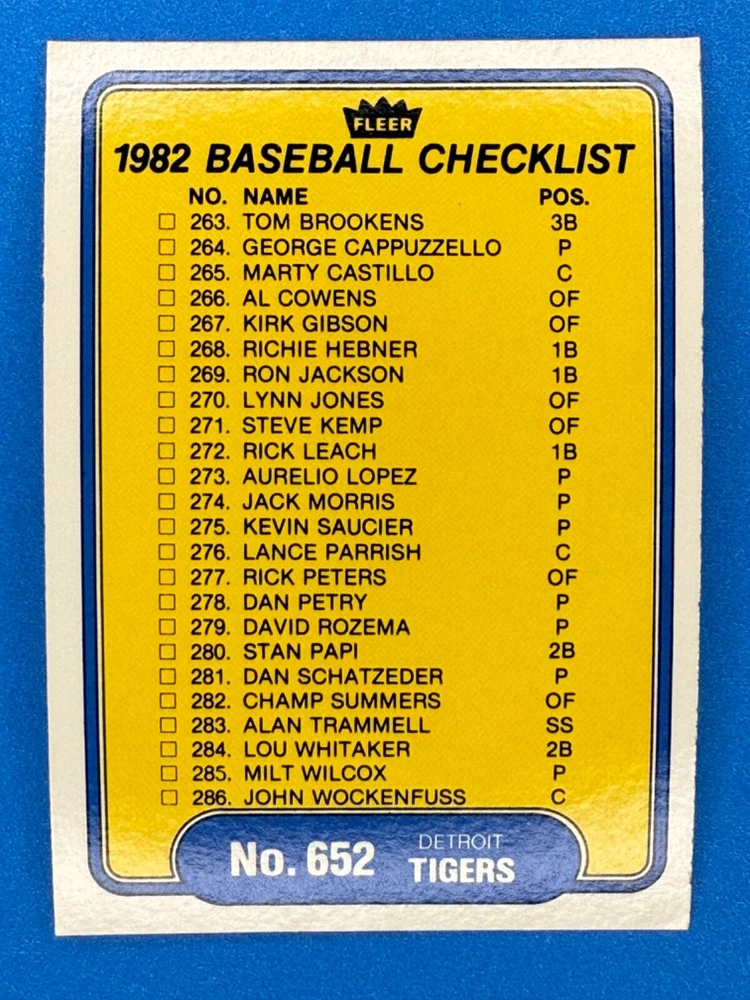 FLEER
1982 BASEBALL CHECKLIST
NO. NAME POS.
263. TOM BROOKENS 3B
264. GEORGE CAPPUZZELLO P
265. MARTY CASTILLO C
266. AL COWENS OF
267. KIRK GIBSON OF
268. RICHIE HEBNER 1B
269. RON JACKSON 1B
270. LYNN JONES OF
271. STEVE KEMP OF
272. RICK LEACH 1B
273. AURELIO LOPEZ P
274. JACK MORRIS P
275. KEVIN SAUCIER P
276. LANCE PARRISH C
277. RICK PETERS OF
278. DAN PETRY P
279. DAVID ROZEMA P
280. STAN PAPI 2B
281. DAN SCHATZEDER P
282. CHAMP SUMMERS OF
283. ALAN TRAMMELL SS
284. LOU WHITAKER 2B
285. MILT WILCOX P
286. JOHN WOCKENFUSS C
No. 652 DETROIT
TIGERS